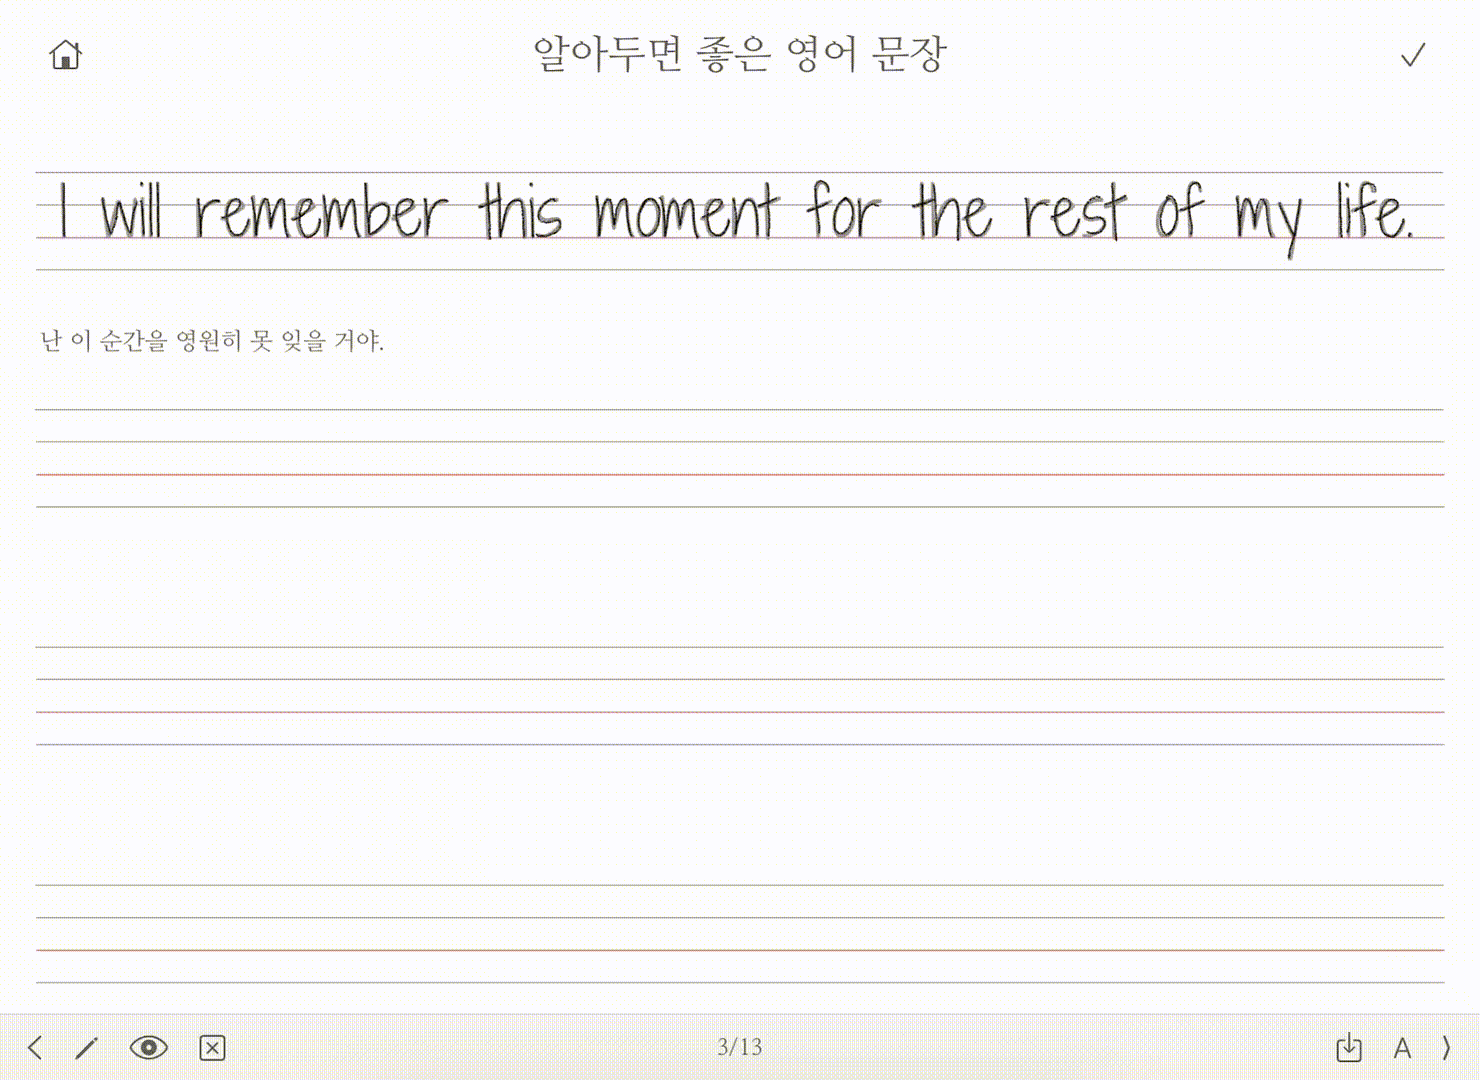 알아두면 좋은 영어 문장
I will remember this moment for the rest of my life.
난 이 순간을 영원히 못 잊을 거야.
3/13
A